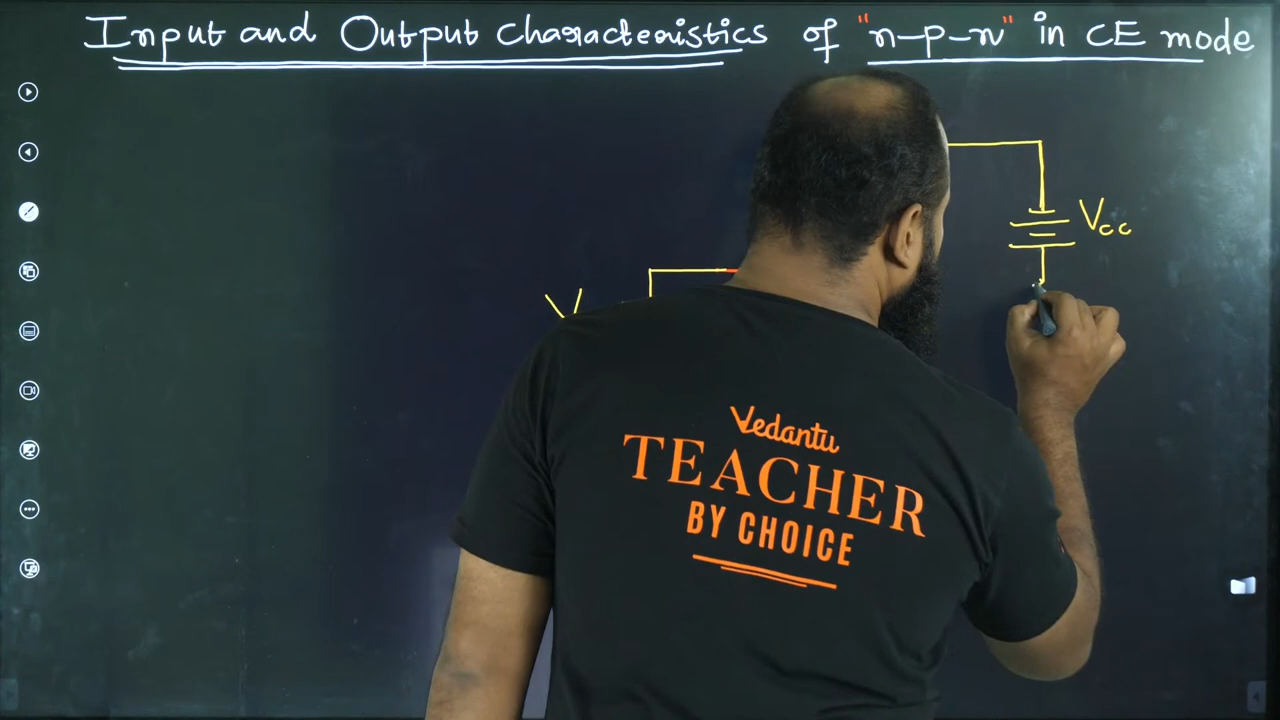 Input and Output characteristics of "n-p-n" in CE mode
Vcc
V
Vedantu
TEACHER
BY CHOICE